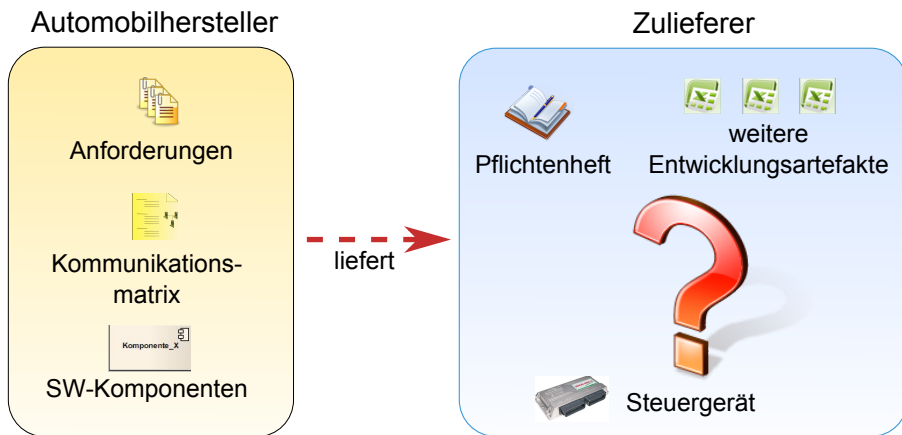 Automobilhersteller
Anforderungen
Kommunikations-
matrix
Komponente_X
SW-Komponenten
liefert
Zulieferer
Pflichtenheft
weitere
Entwicklungsartefakte
Steuergerät